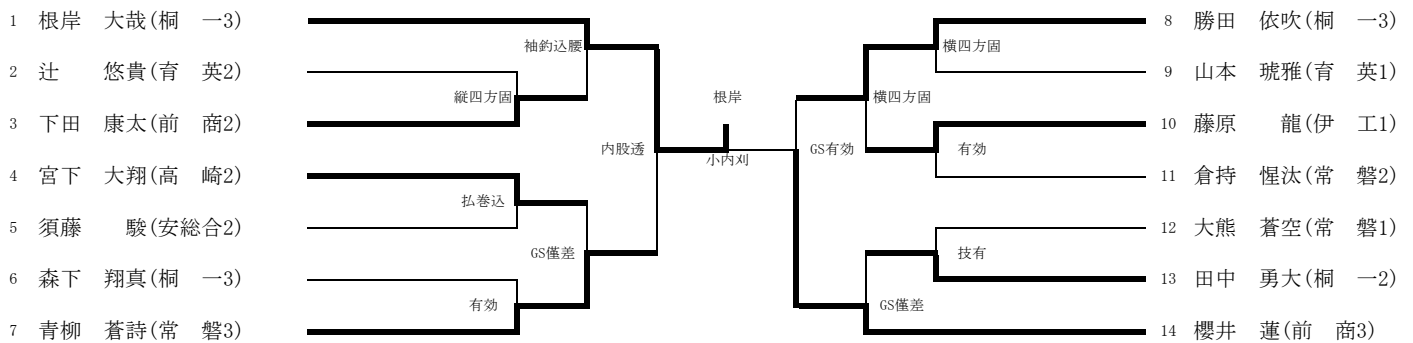 1 根岸　大哉(桐　一3)
2 辻　　悠貴(育　英2)
3 下田　康太(前　商2)
4 宮下　大翔(高　崎2)
5 須藤　　駿(安総合2)
6 森下　翔真(桐　一3)
7 青柳　蒼詩(常　磐3)
袖釣込腰
縦四方固
内股透
払巻込
GS僅差
有効
根岸
小内刈
横四方固
横四方固
GS有効
有効
技有
GS僅差
8 勝田　依吹(桐　一3)
9 山本　琥雅(育　英1)
10 藤原　　龍(伊　工1)
11 倉持　惺汰(常　磐2)
12 大熊　蒼空(常　磐1)
13 田中　勇大(桐　一2)
14 櫻井　蓮(前　商3)